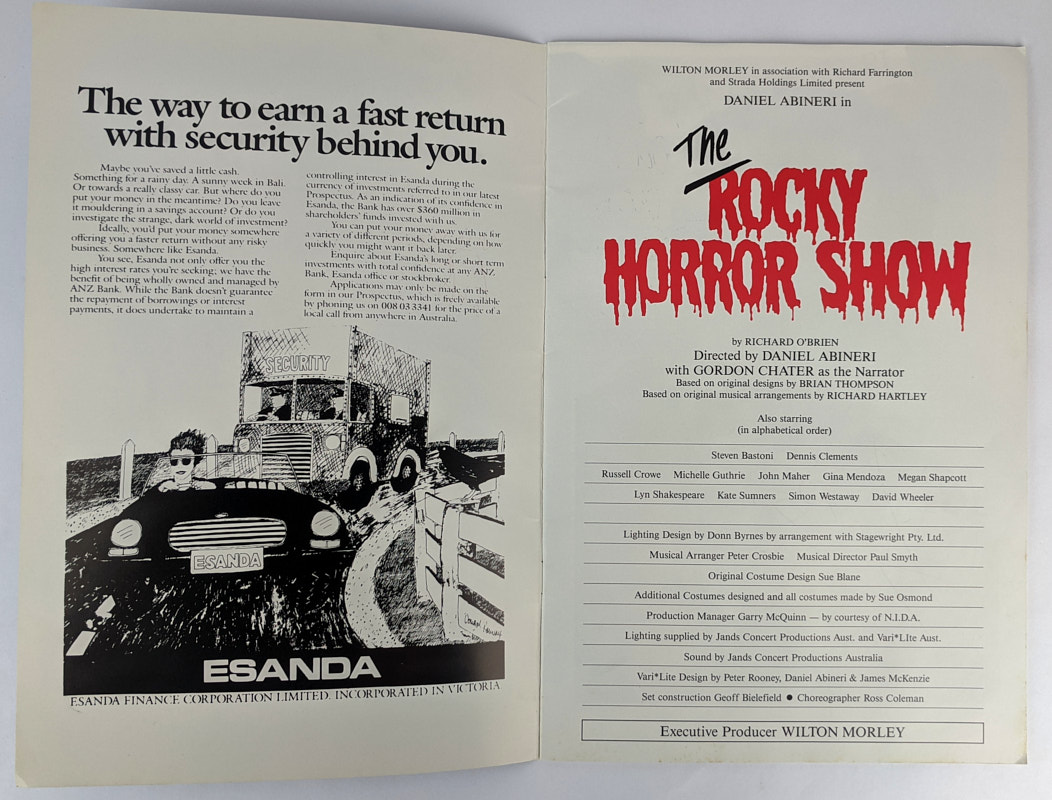 The way to earn a fast return
with security behind you.
Maybe you've saved a little cash.
Something for a rainy day. A sunny week in Bali.
Or towards a really classy car. But where do you
put your money in the meantime? Do you leave
it mouldering in a savings account? Or do you
investigate the strange, dark world of investment?
Ideally, you'd put your money somewhere
offering you a faster return without any risky
business. Somewhere like Esanda.
You see, Esanda not only offer you the
high interest rates you're seeking; we have the
benefit of being wholly owned and managed by
ANZ Bank. While the Bank doesn't guarantee
the repayment of borrowings or interest
payments, it does undertake to maintain a
controlling interest in Esanda during the
currency of investments referred to in our latest
Prospectus. As an indication of its confidence in
Esanda, the Bank has over $360 million in
shareholders' funds invested with us.
You can put your money away with us for
a variety of different periods, depending on how
quickly you might want it back later.
Enquire about Esanda's long or short term
investments with total confidence at any ANZ
Bank, Esanda office or stockbroker.
Applications may only be made on the
form in our Prospectus, which is freely available
by phoning us on 008 03 3341 for the price of a
local call from anywhere in Australia.
SECURITY
ESANDA
ESANDA
ESANDA FINANCE CORPORATION LIMITED. INCORPORATED IN VICTORIA
WILTON MORLEY in association with Richard Farrington
and Strada Holdings Limited present
DANIEL ABINERI in
The
ROCKY
HORROR SHOW
by RICHARD O'BRIEN
Directed by DANIEL ABINERI
with GORDON CHATER as the Narrator
Based on original designs by BRIAN THOMPSON
Based on original musical arrangements by RICHARD HARTLEY
Also starring
(in alphabetical order)
Steven Bastoni Dennis Clements
Russell Crowe Michelle Guthrie John Maher Gina Mendoza Megan Shapcott
Lyn Shakespeare Kate Sumners Simon Westaway David Wheeler
Lighting Design by Donn Byrnes by arrangement with Stagewright Pty. Ltd.
Musical Arranger Peter Crosbie Musical Director Paul Smyth
Original Costume Design Sue Blane
Additional Costumes designed and all costumes made by Sue Osmond
Production Manager Garry McQuinn — by courtesy of N.I.D.A.
Lighting supplied by Jands Concert Productions Aust. and Vari*LIte Aust.
Sound by Jands Concert Productions Australia
Vari*Lite Design by Peter Rooney, Daniel Abineri & James McKenzie
Set construction Geoff Bielefield ● Choreographer Ross Coleman
Executive Producer WILTON MORLEY